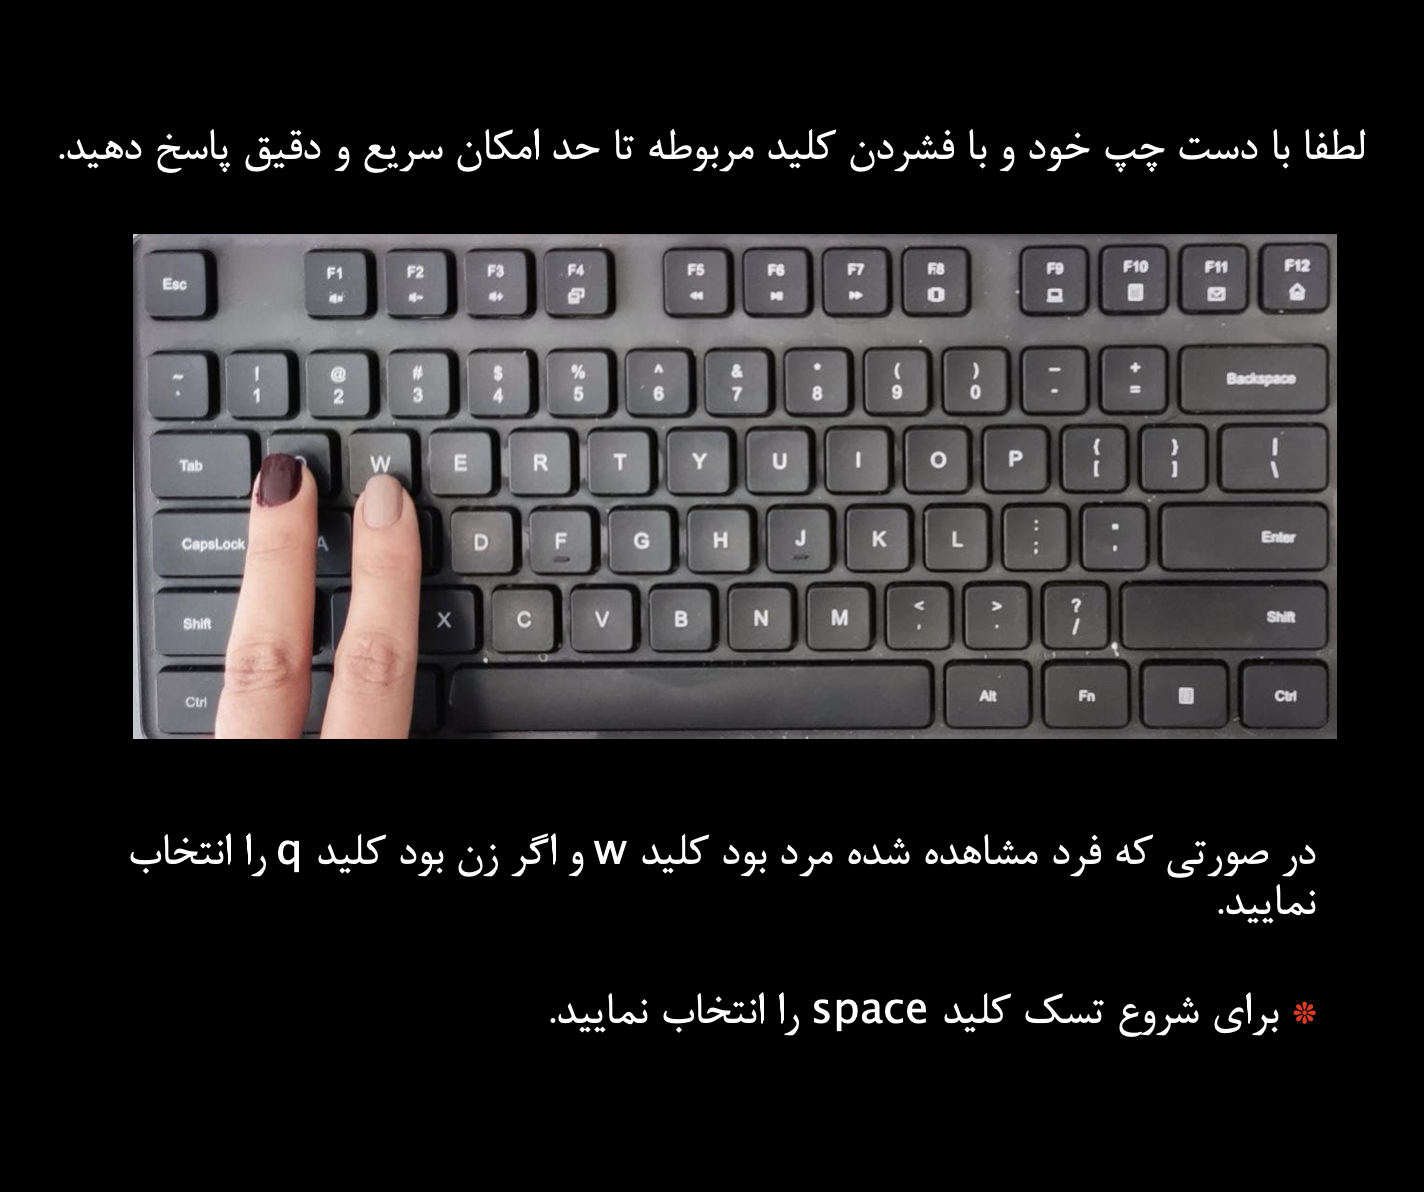 لطفا با دست چپ خود و با فشردن کلید مربوطه تا حد امکان سریع و دقیق پاسخ دهید.
Esc F1 F2 F3 F4 F5 F6 F7 F8 F9 F10 F11 F12
~ ` ! 1 @ 2 # 3 $ 4 % 5 ^ 6 & 7 * 8 ( 9 ) 0 - - + = Backspace
Tab W E R T Y U I O P { [ } ] | \
CapsLock A D F G H J K L : ; " ' Enter
Shift X C V B N M < , > . ? / Shift
Ctrl Alt Fn Ctrl
در صورتی که فرد مشاهده شده مرد بود کلید w و اگر زن بود کلید q را انتخاب
نمایید.
* برای شروع تسک کلید space را انتخاب نمایید.